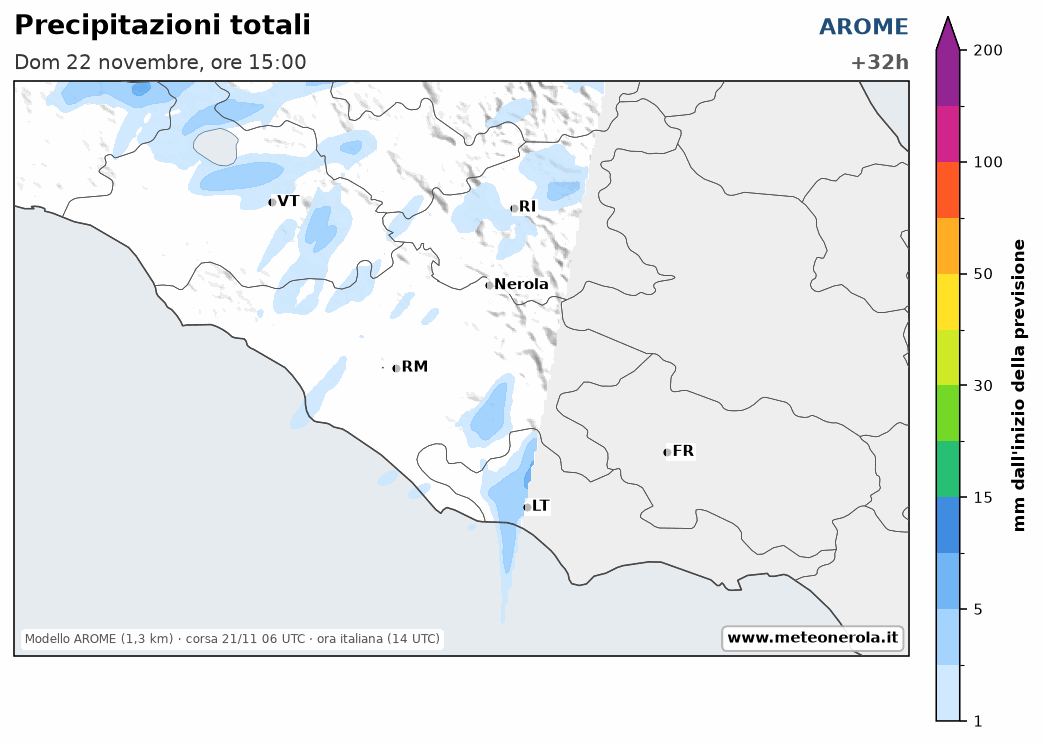 Precipitazioni totali
AROME
Dom 22 novembre, ore 15:00
+32h
200
100
50
30
15
5
1
mm dall'inizio della previsione
VT
RI
Nerola
RM
FR
LT
Modello AROME (1,3 km) · corsa 21/11 06 UTC · ora italiana (14 UTC)
www.meteonerola.it